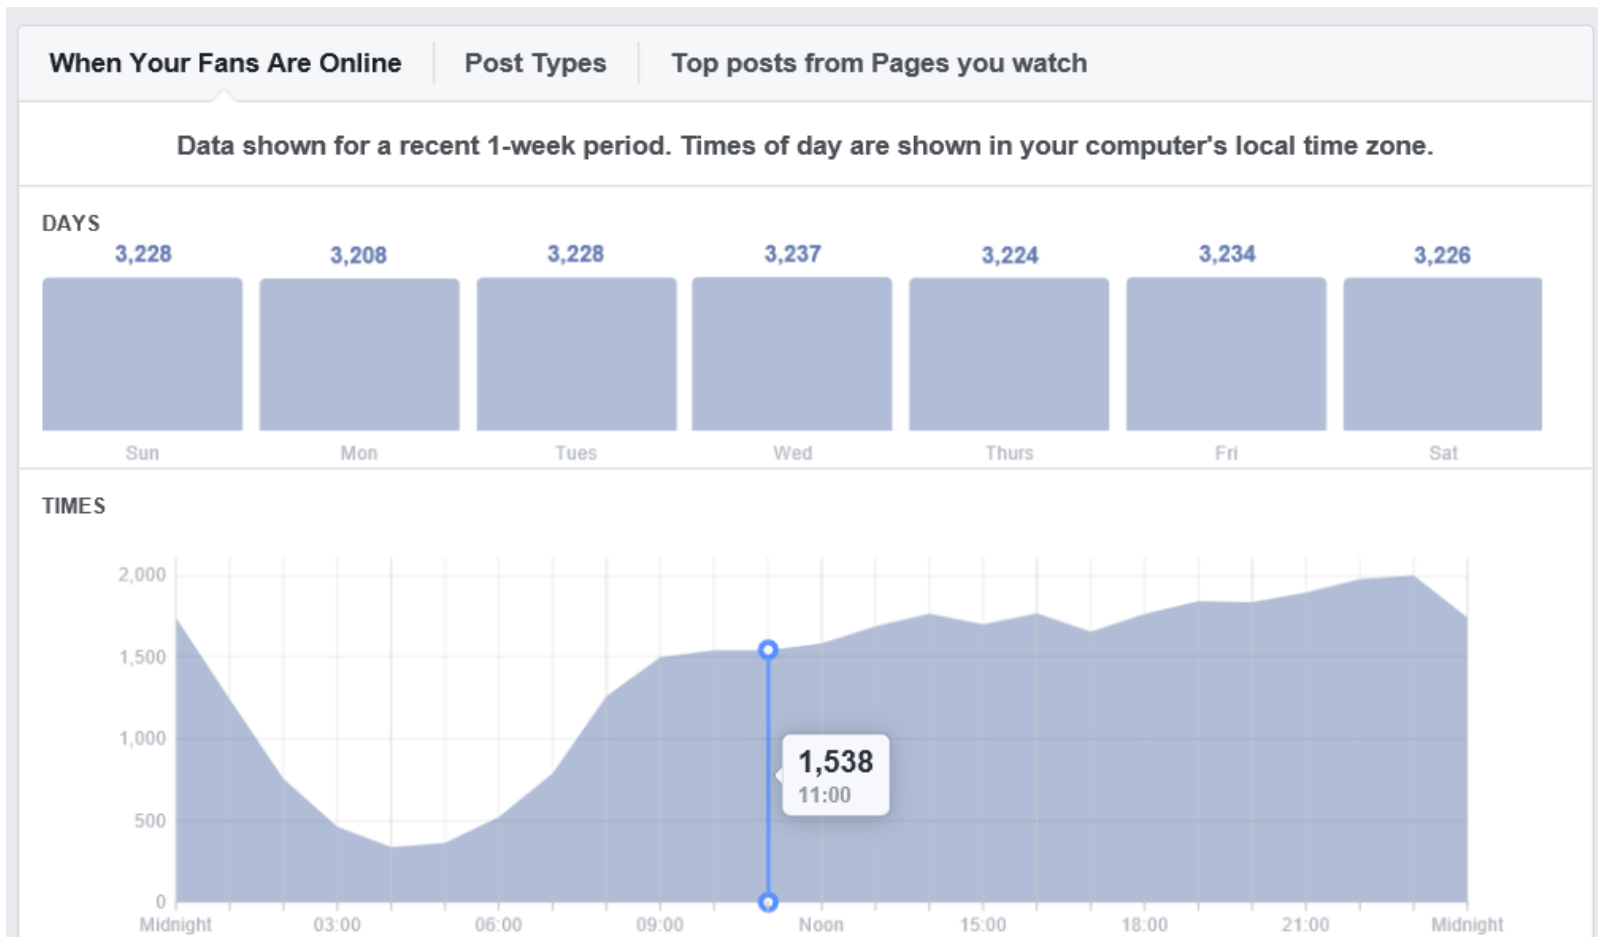 When Your Fans Are Online Post Types Top posts from Pages you watch
Data shown for a recent 1-week period. Times of day are shown in your computer's local time zone.
DAYS
3,228 3,208 3,228 3,237 3,224 3,234 3,226
Sun Mon Tues Wed Thurs Fri Sat
TIMES
2,000
1,500
1,000
500
0
1,538
11:00
Midnight 03:00 06:00 09:00 Noon 15:00 18:00 21:00 Midnight